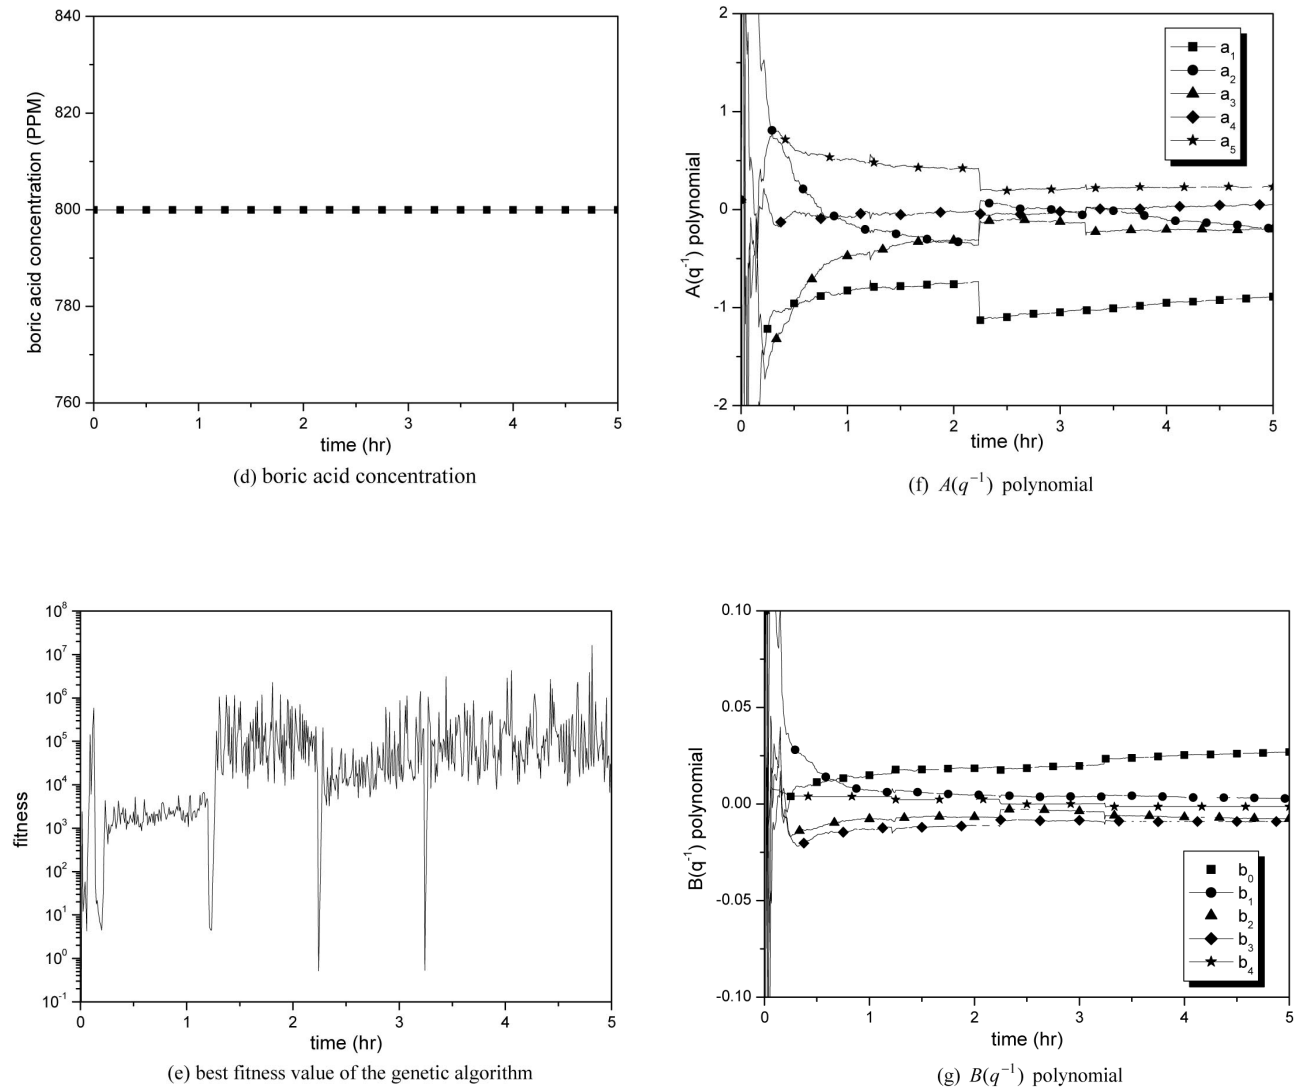 840
820
800
780
760
boric acid concentration (PPM)
0 1 2 3 4 5
time (hr)
(d) boric acid concentration
2
1
0
-1
-2
A(q⁻¹) polynomial
a₁
a₂
a₃
a₄
a₅
0 1 2 3 4 5
time (hr)
(f) A(q⁻¹) polynomial
10⁸
10⁷
10⁶
10⁵
10⁴
10³
10²
10¹
10⁰
10⁻¹
fitness
0 1 2 3 4 5
time (hr)
(e) best fitness value of the genetic algorithm
0.10
0.05
0.00
-0.05
-0.10
B(q⁻¹) polynomial
b₀
b₁
b₂
b₃
b₄
0 1 2 3 4 5
time (hr)
(g) B(q⁻¹) polynomial